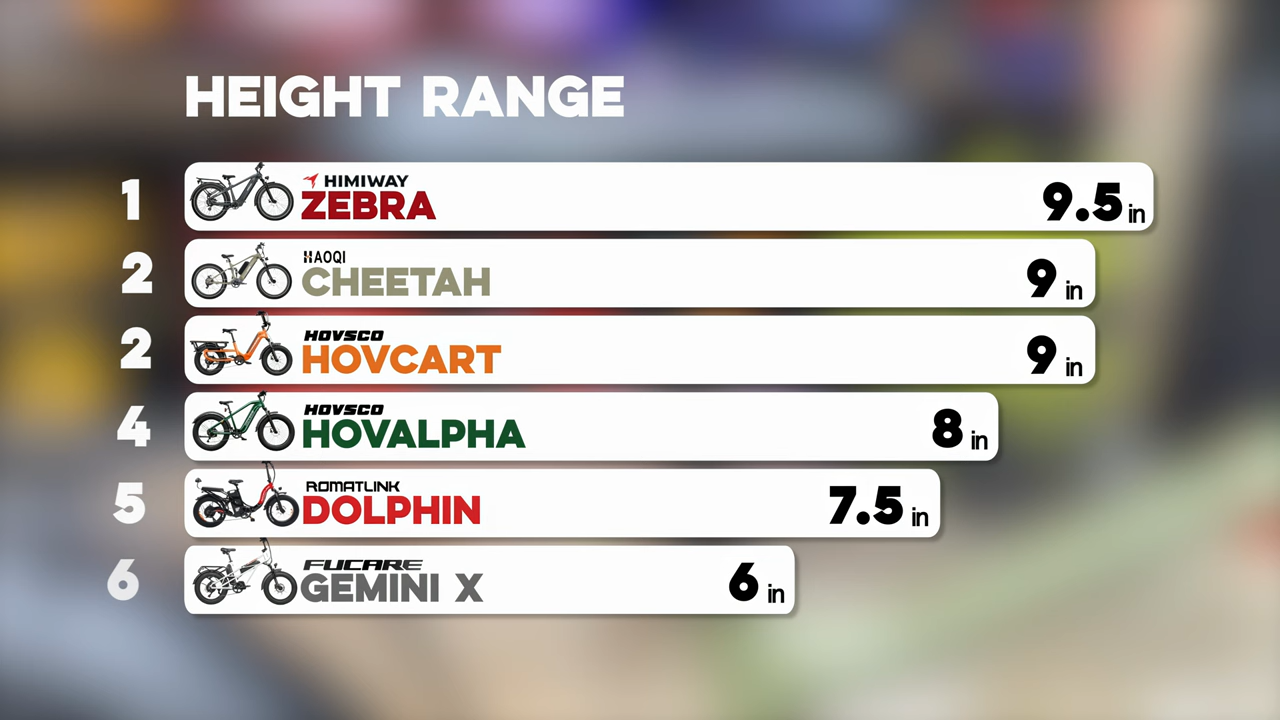 HEIGHT RANGE
1
HIMIWAY
ZEBRA
9.5 in
2
HAOQI
CHEETAH
9 in
2
HOVSCO
HOVCART
9 in
4
HOVSCO
HOVALPHA
8 in
5
ROMATLINK
DOLPHIN
7.5 in
6
FUCARE
GEMINI X
6 in